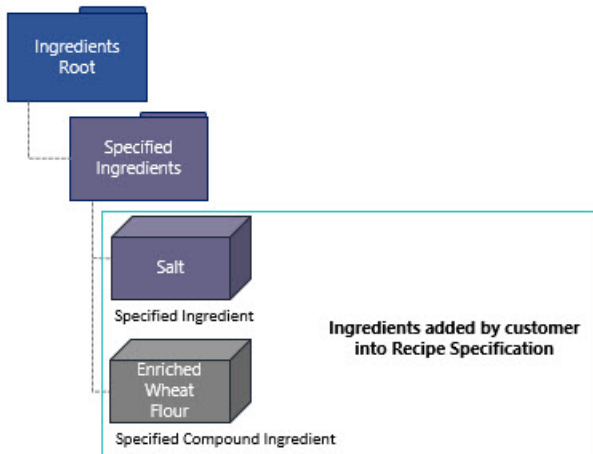 Ingredients
Root
Specified
Ingredients
Salt
Specified Ingredient
Ingredients added by customer
into Recipe Specification
Enriched
Wheat
Flour
Specified Compound Ingredient